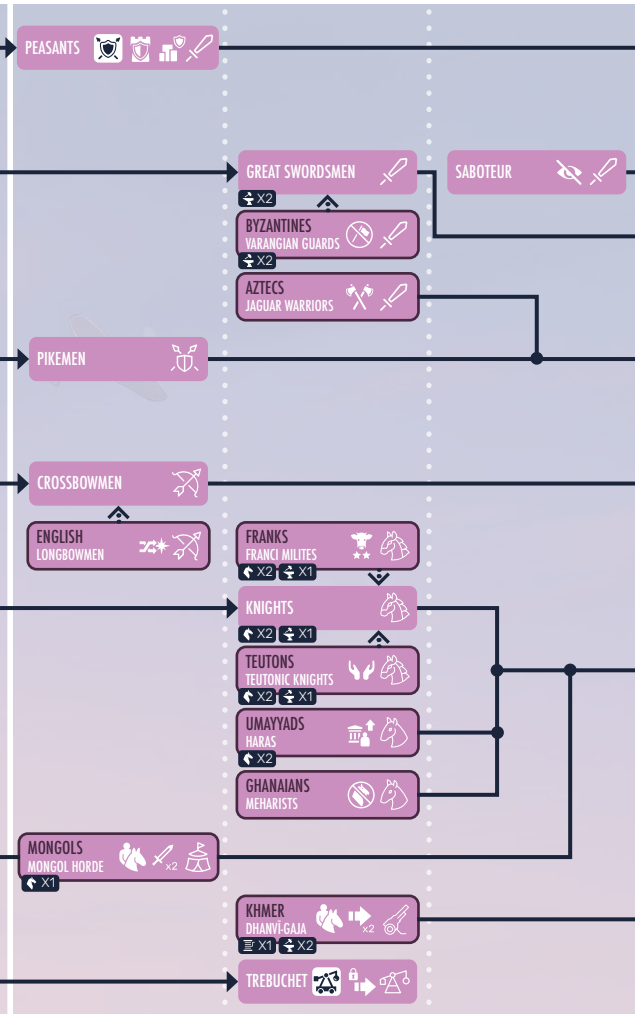 PEASANTS
GREAT SWORDSMEN
SABOTEUR
X2
BYZANTINES
VARANGIAN GUARDS
X2
AZTECS
JAGUAR WARRIORS
PIKEMEN
CROSSBOWMEN
ENGLISH
LONGBOWMEN
FRANKS
FRANCI MILITES
X2 X1
KNIGHTS
X2 X1
TEUTONS
TEUTONIC KNIGHTS
X2 X1
UMAYYADS
HARAS
X2
GHANAIANS
MEHARISTS
MONGOLS
MONGOL HORDE
x2
X1
KHMER
DHANVĪ-GAJA
x2
X1 X2
TREBUCHET